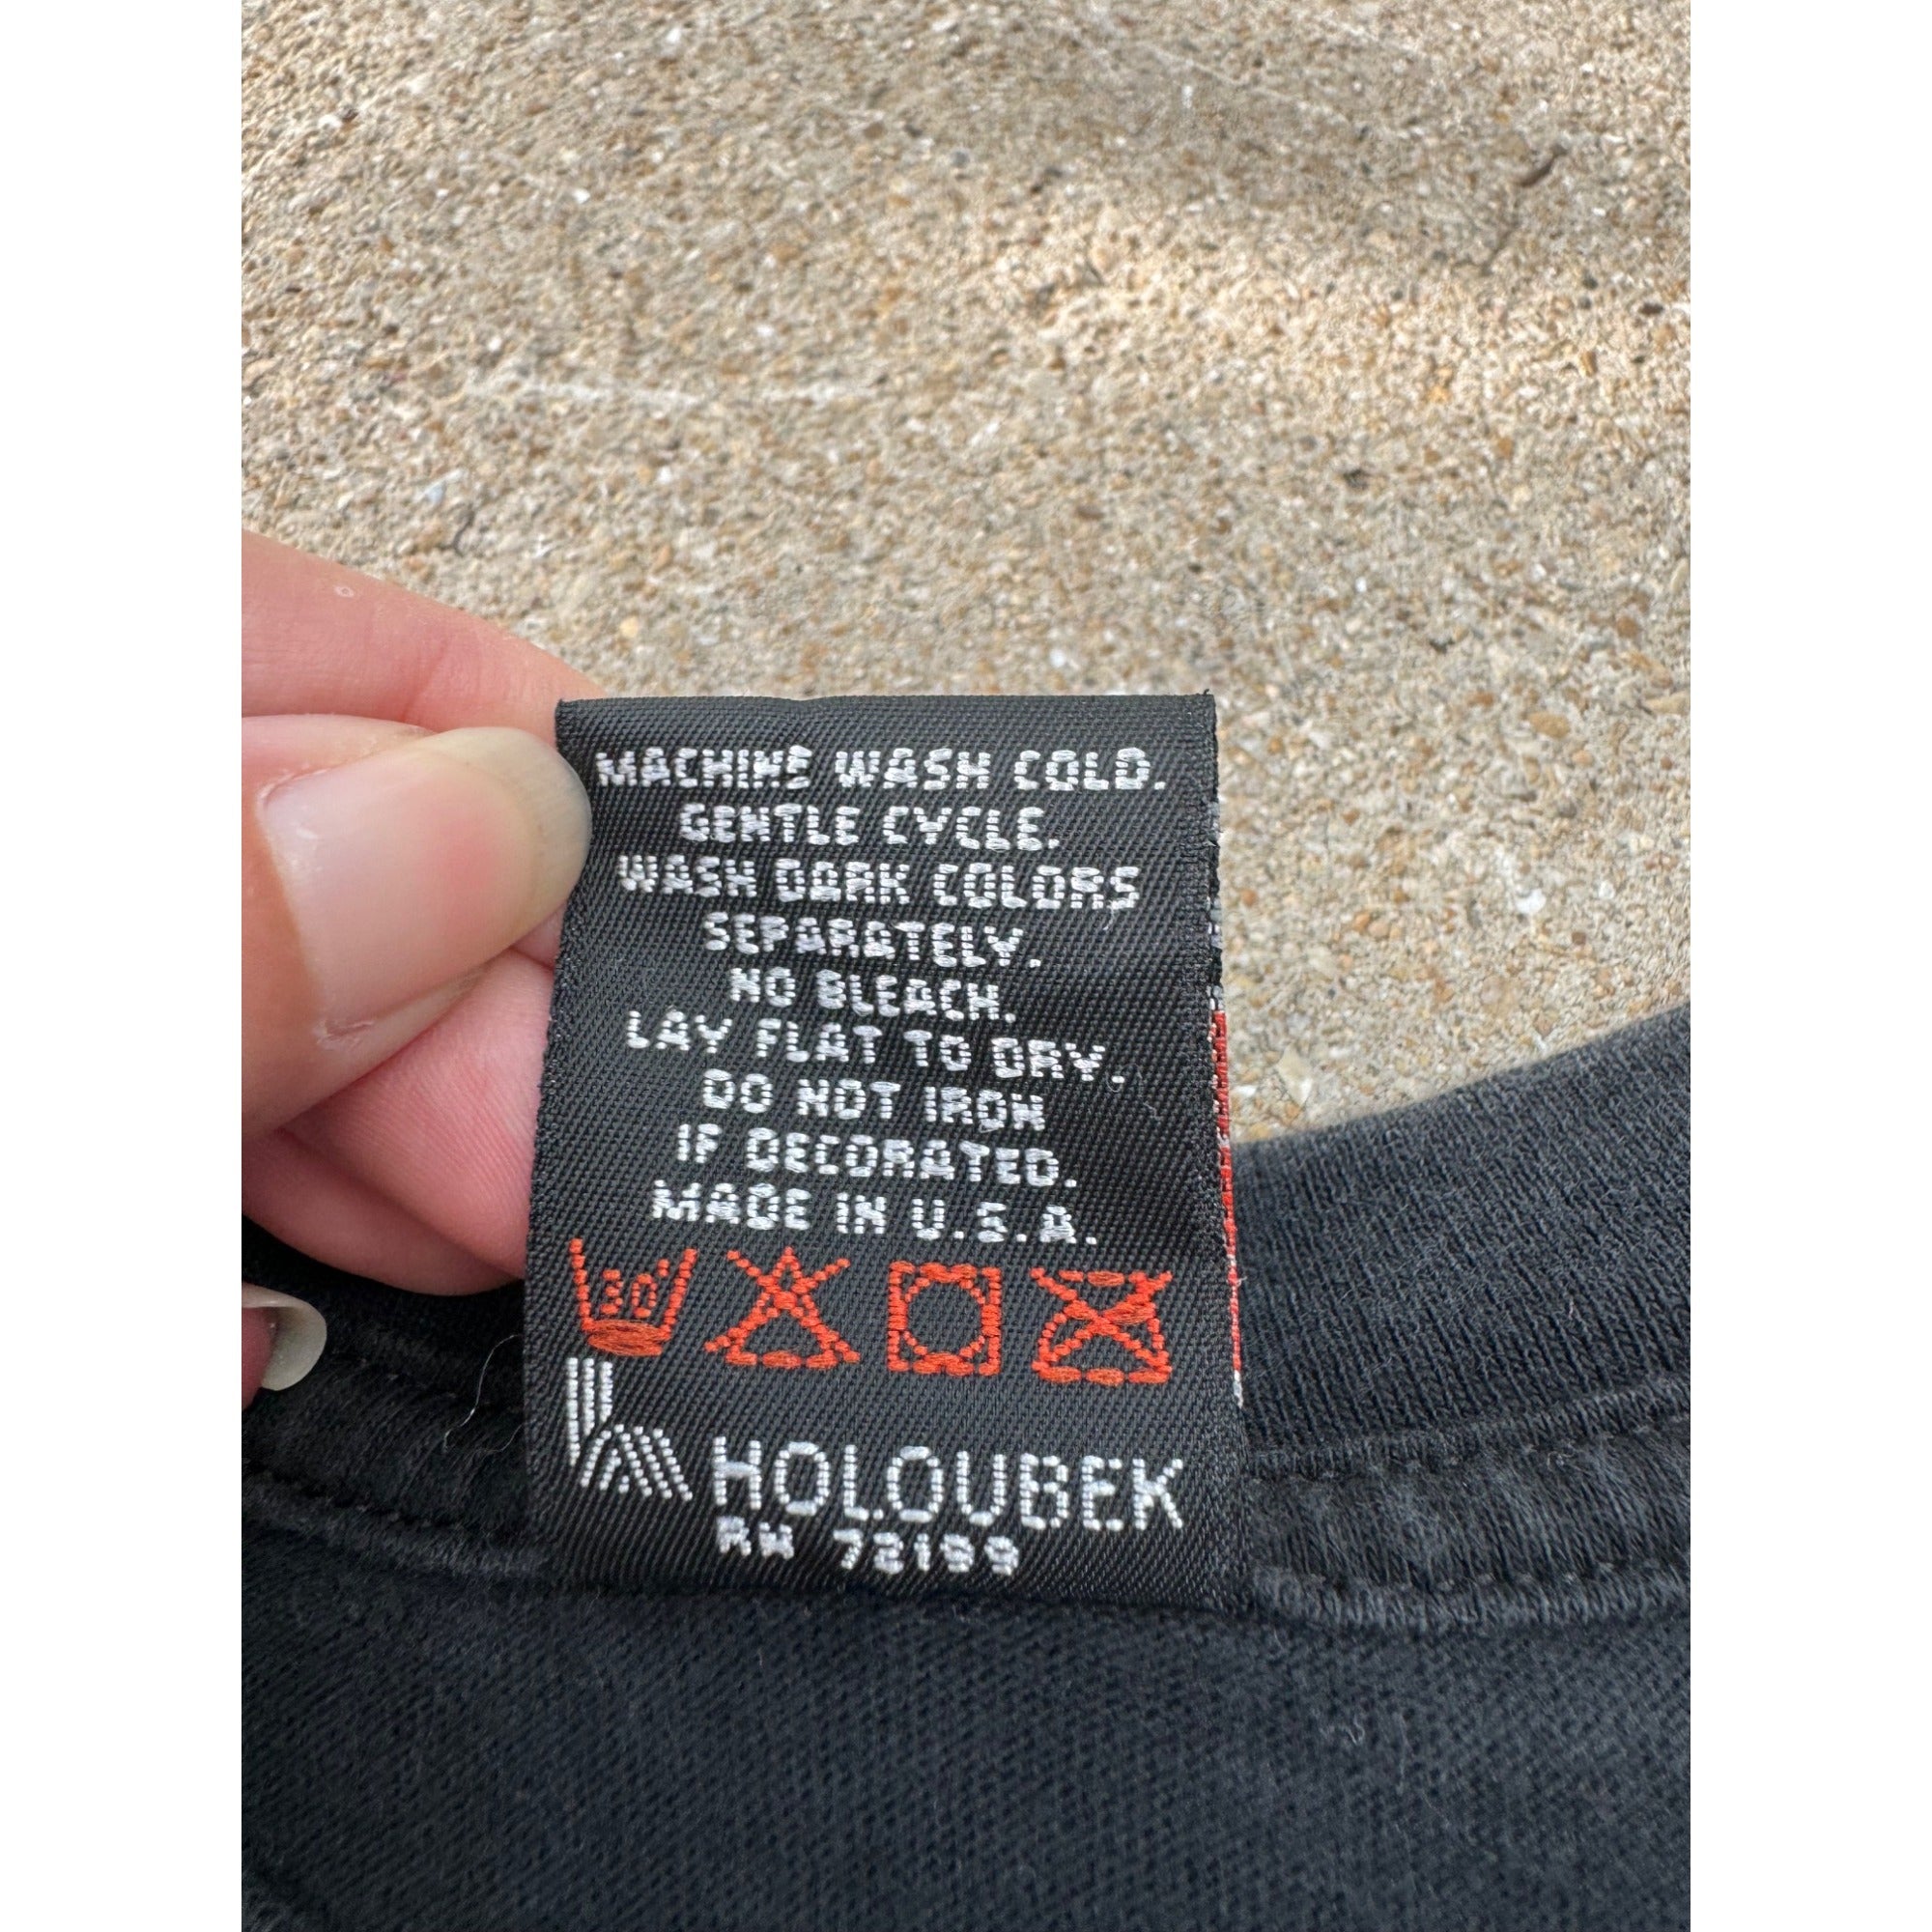 MACHINE WASH COLD.
GENTLE CYCLE.
WASH DARK COLORS
SEPARATELY.
NO BLEACH.
LAY FLAT TO DRY.
DO NOT IRON
IF DECORATED.
MADE IN U.S.A.
30°
HOLOUBEK
RN 72199